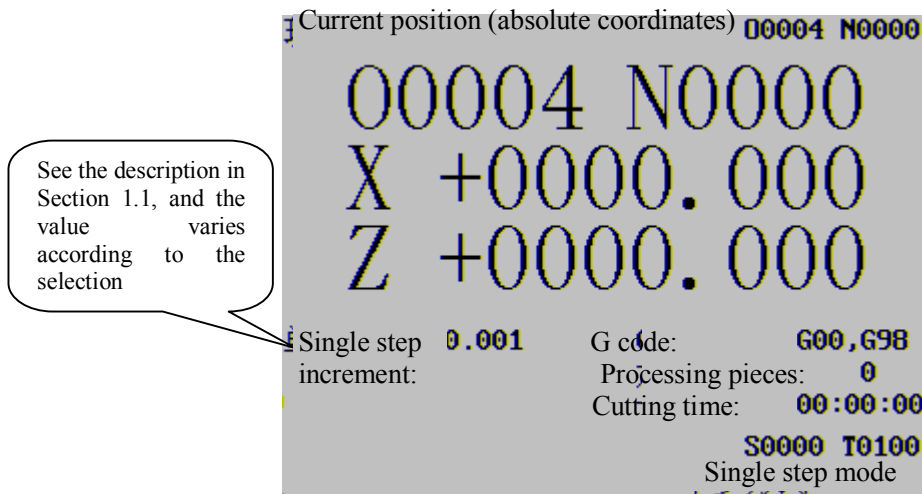 Current position (absolute coordinates) O0004 N0000
O0004 N0000
X +0000.000
Z +0000.000
See the description in
Section 1.1, and the
value varies
according to the
selection
Single step 0.001 G code: G00,G98
increment: Processing pieces: 0
Cutting time: 00:00:00
S0000 T0100
Single step mode